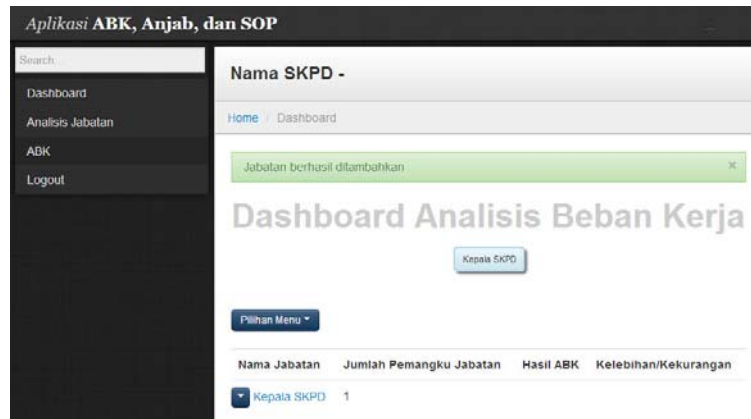 Aplikasi ABK, Anjab, dan SOP
Search...
Dashboard
Analisis Jabatan
ABK
Logout
Nama SKPD -
Home / Dashboard
Jabatan berhasil ditambahkan ×
Dashboard Analisis Beban Kerja
Kepala SKPD
Pilihan Menu
Nama Jabatan Jumlah Pemangku Jabatan Hasil ABK Kelebihan/Kekurangan
Kepala SKPD 1